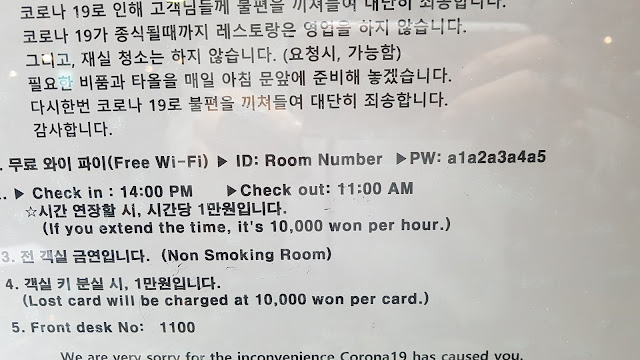 코로나 19로 인해 고객님들께 불편을 끼쳐들여 대단히 죄송합니다.
코로나 19가 종식될때까지 레스토랑은 영업을 하지 않습니다.
그리고, 재실 청소는 하지 않습니다. (요청시, 가능함)
필요한 비품과 타올을 매일 아침 문앞에 준비해 놓겠습니다.
다시한번 코로나 19로 불편을 끼쳐들여 대단히 죄송합니다.
감사합니다.
. 무료 와이 파이(Free Wi-Fi) ▶ ID: Room Number ▶PW: a1a2a3a4a5
. ▶ Check in : 14:00 PM ▶Check out: 11:00 AM
☆시간 연장할 시, 시간당 1만원입니다.
(If you extend the time, it's 10,000 won per hour.)
3. 전 객실 금연입니다. (Non Smoking Room)
4. 객실 키 분실 시, 1만원입니다.
(Lost card will be charged at 10,000 won per card.)
5. Front desk No: 1100
We are very sorry for the inconvenience Corona19 has caused you.